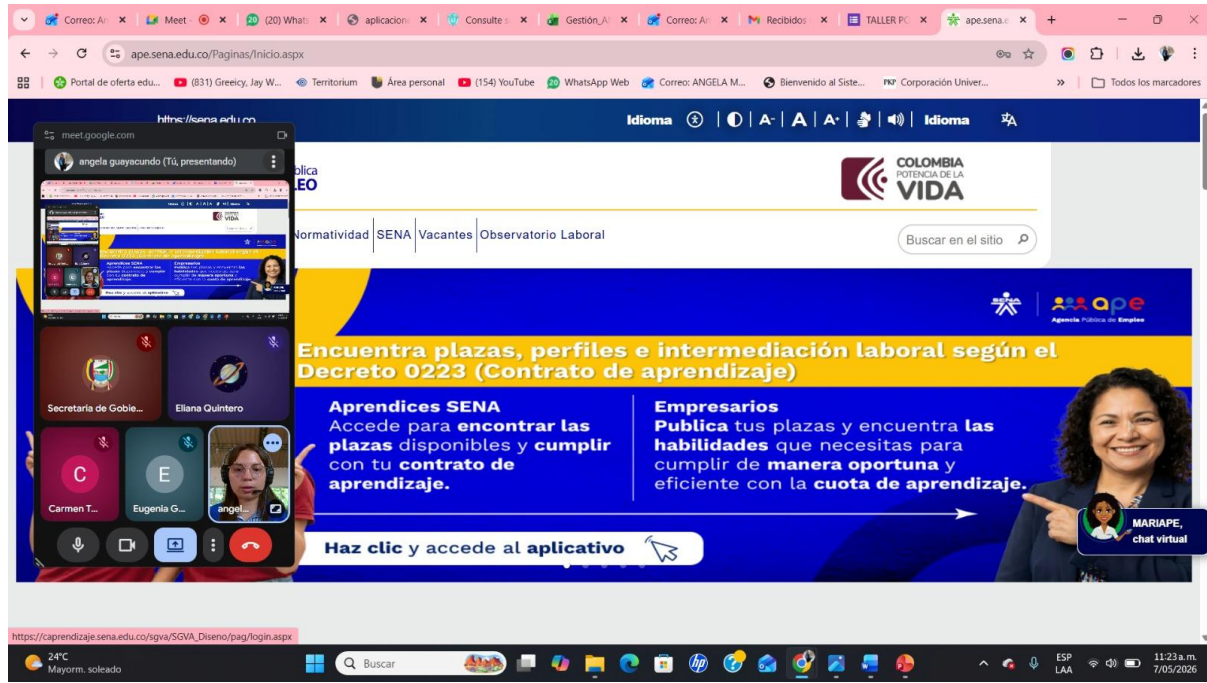 Correo: An
Meet -
(20) Whats
aplicacion
Consulte s
Gestión_A
Correo: An
Recibidos
TALLER PC
ape.sena.e
ape.sena.edu.co/Paginas/Inicio.aspx
Portal de oferta edu...
(831) Greeicy, Jay W...
Territorium
Área personal
(154) YouTube
WhatsApp Web
Correo: ANGELA M...
Bienvenido al Siste...
PKP Corporación Univer...
Todos los marcadores
https://sena.edu.co
Idioma
A- | A | A+
Idioma
meet.google.com
angela guayacundo (Tú, presentando)
blica
EO
COLOMBIA
POTENCIA DE LA
VIDA
Normatividad SENA Vacantes Observatorio Laboral
Buscar en el sitio
SENA
ape
Agencia Pública de Empleo
Encuentra plazas, perfiles e intermediación laboral según el
Decreto 0223 (Contrato de aprendizaje)
Aprendices SENA
Accede para encontrar las
plazas disponibles y cumplir
con tu contrato de
aprendizaje.
Empresarios
Publica tus plazas y encuentra las
habilidades que necesitas para
cumplir de manera oportuna y
eficiente con la cuota de aprendizaje.
Haz clic y accede al aplicativo
Secretaria de Gobie...
Eliana Quintero
C
Carmen T...
E
Eugenia G...
angel...
MARIAPE,
chat virtual
https://caprendizaje.sena.edu.co/sgva/SGVA_Diseno/pag/login.aspx
24°C
Mayorm. soleado
Buscar
ESP
LAA
11:23 a.m.
7/05/2026